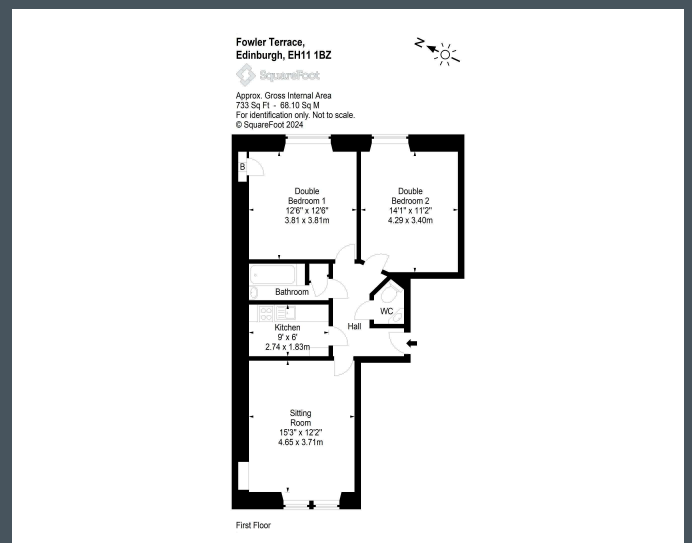 Fowler Terrace,
Edinburgh, EH11 1BZ
SquareFoot
Approx. Gross Internal Area
733 Sq Ft - 68.10 Sq M
For identification only. Not to scale.
© SquareFoot 2024
N
B
Double
Bedroom 1
12'6" x 12'6"
3.81 x 3.81m
Double
Bedroom 2
14'1" x 11'2"
4.29 x 3.40m
Bathroom
WC
Kitchen
9' x 6'
2.74 x 1.83m
Hall
Sitting
Room
15'3" x 12'2"
4.65 x 3.71m
First Floor